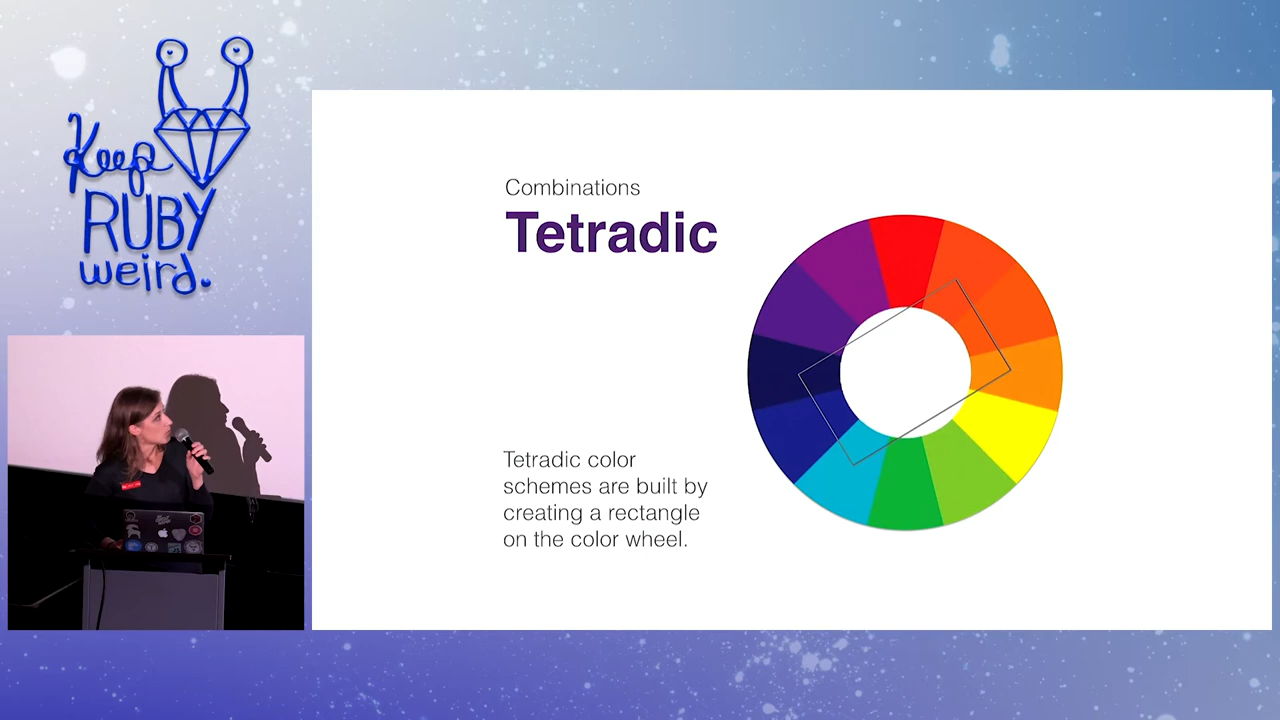 Keep
RUBY
weird.
Combinations
Tetradic
Tetradic color
schemes are built by
creating a rectangle
on the color wheel.